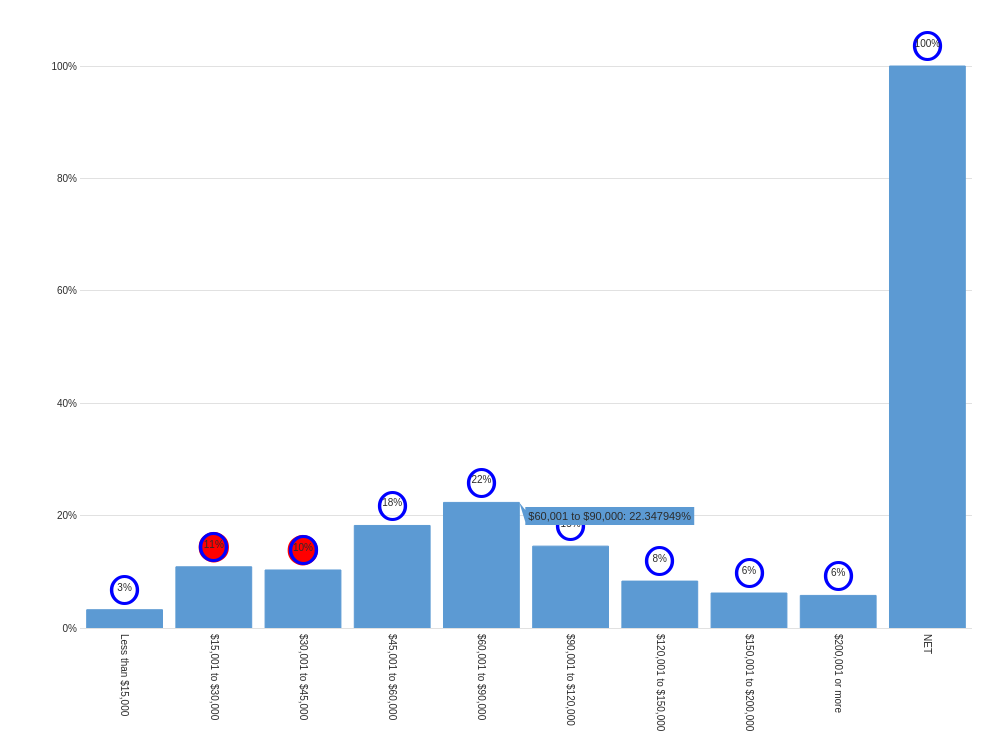 100%
100%
80%
60%
40%
22%
18%
20%
$60,001 to $90,000: 22.347949%
11%
10%
8%
6%
6%
3%
0%
Less than $15,000
$15,001 to $30,000
$30,001 to $45,000
$45,001 to $60,000
$60,001 to $90,000
$90,001 to $120,000
$120,001 to $150,000
$150,001 to $200,000
$200,001 or more
NET